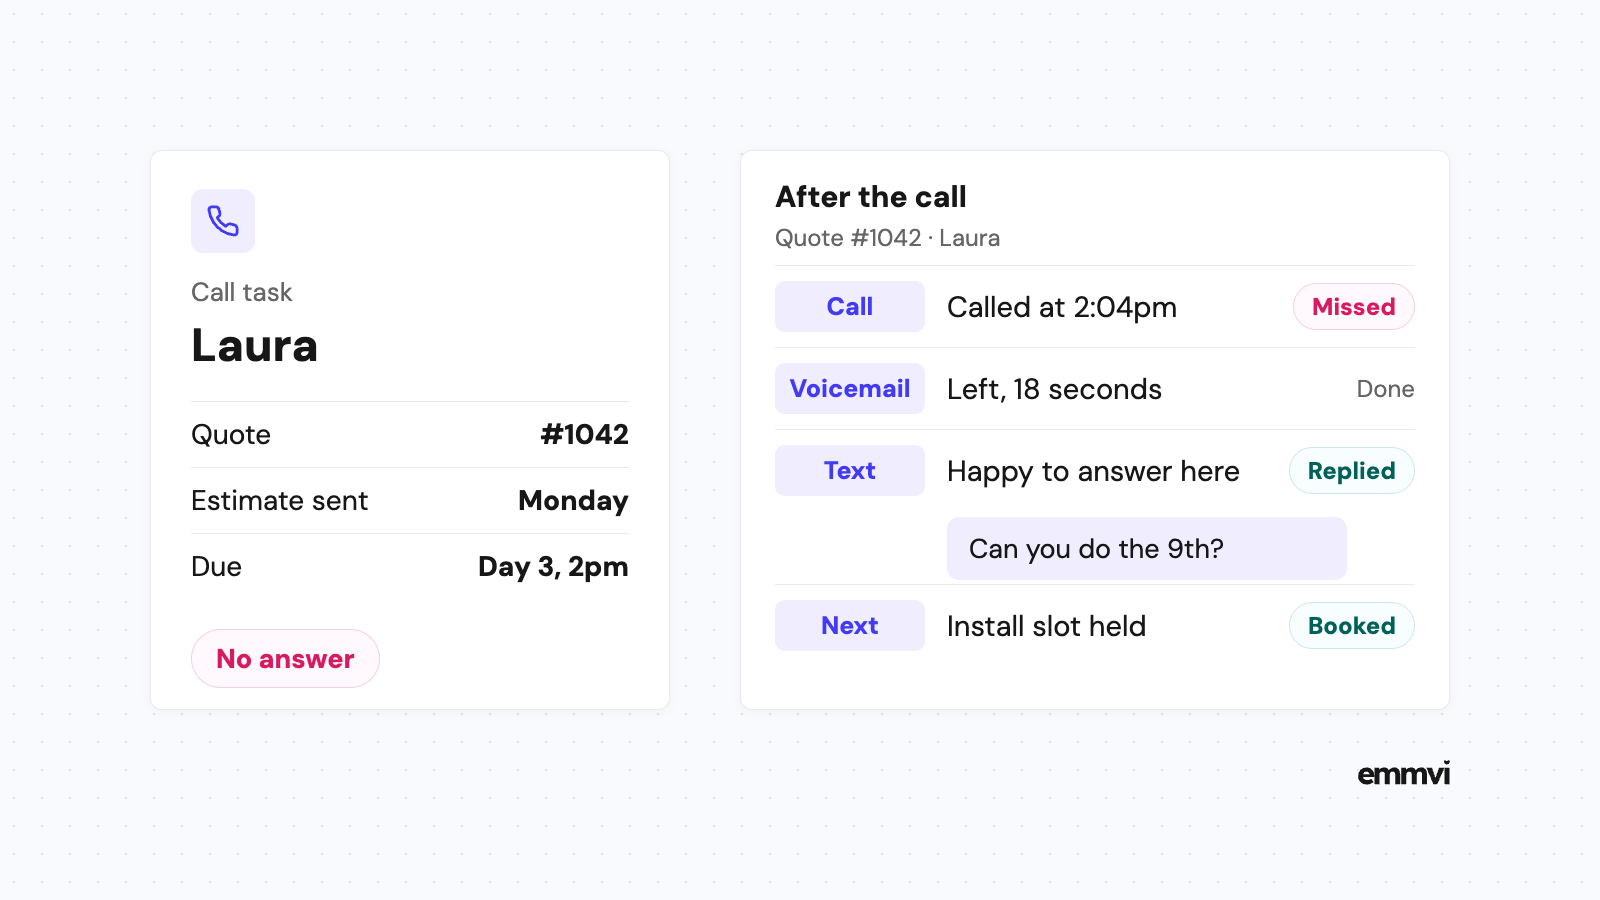 Call task
Laura
Quote #1042
Estimate sent Monday
Due Day 3, 2pm
No answer
After the call
Quote #1042 · Laura
Call Called at 2:04pm Missed
Voicemail Left, 18 seconds Done
Text Happy to answer here Replied
Can you do the 9th?
Next Install slot held Booked
emmvi